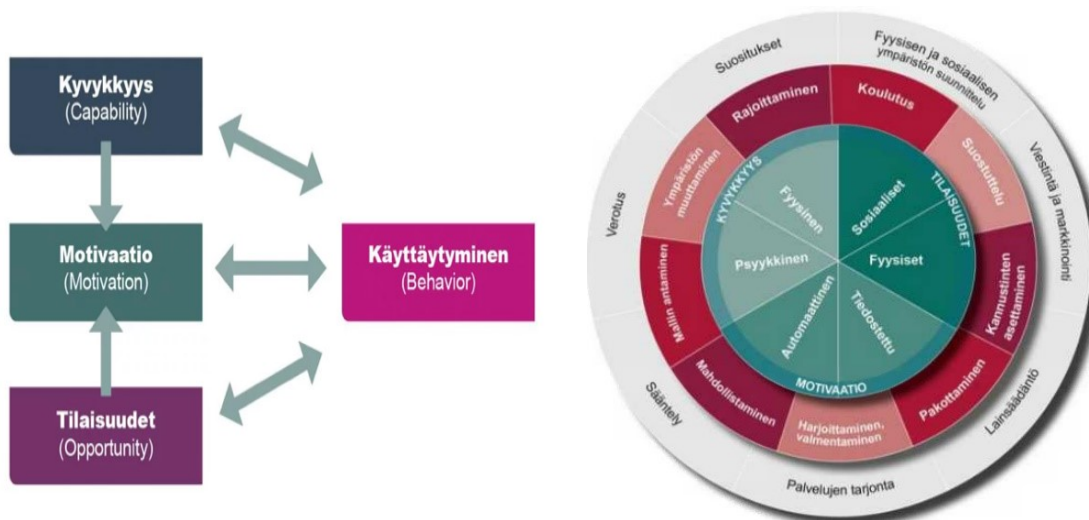 Kyvykkyys
(Capability)
Motivaatio
(Motivation)
Tilaisuudet
(Opportunity)
Käyttäytyminen
(Behavior)
Suositukset
Fyysisen ja sosiaalisen
ympäristön suunnittelu
Viestintä ja markkinointi
Lainsäädäntö
Palvelujen tarjonta
Sääntely
Verotus
Rajoittaminen
Koulutus
Suostuttelu
Kannustinten
asettaminen
Pakottaminen
Harjoittaminen,
valmentaminen
Mahdollistaminen
Mallin antaminen
Ympäristön
muuttaminen
KYVYKKYYS
TILAISUUDET
MOTIVAATIO
Fyysinen
Sosiaaliset
Fyysiset
Tiedostettu
Automaattinen
Psyykkinen